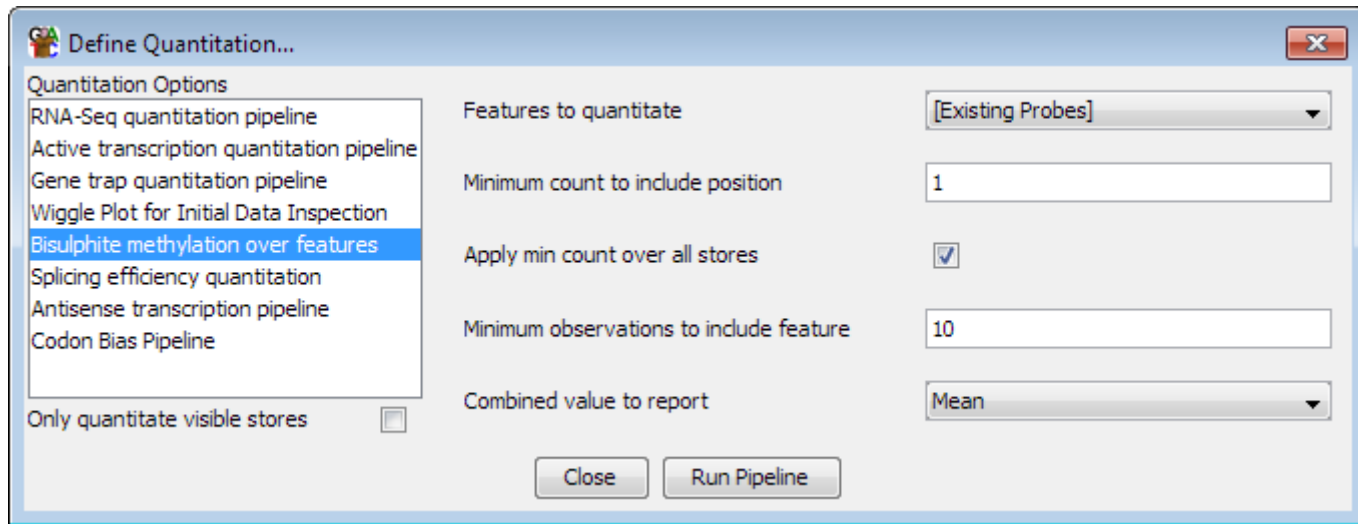 Define Quantitation...
Quantitation Options
RNA-Seq quantitation pipeline
Active transcription quantitation pipeline
Gene trap quantitation pipeline
Wiggle Plot for Initial Data Inspection
Bisulphite methylation over features
Splicing efficiency quantitation
Antisense transcription pipeline
Codon Bias Pipeline
Only quantitate visible stores
Features to quantitate [Existing Probes]
Minimum count to include position 1
Apply min count over all stores
Minimum observations to include feature 10
Combined value to report Mean
Close Run Pipeline